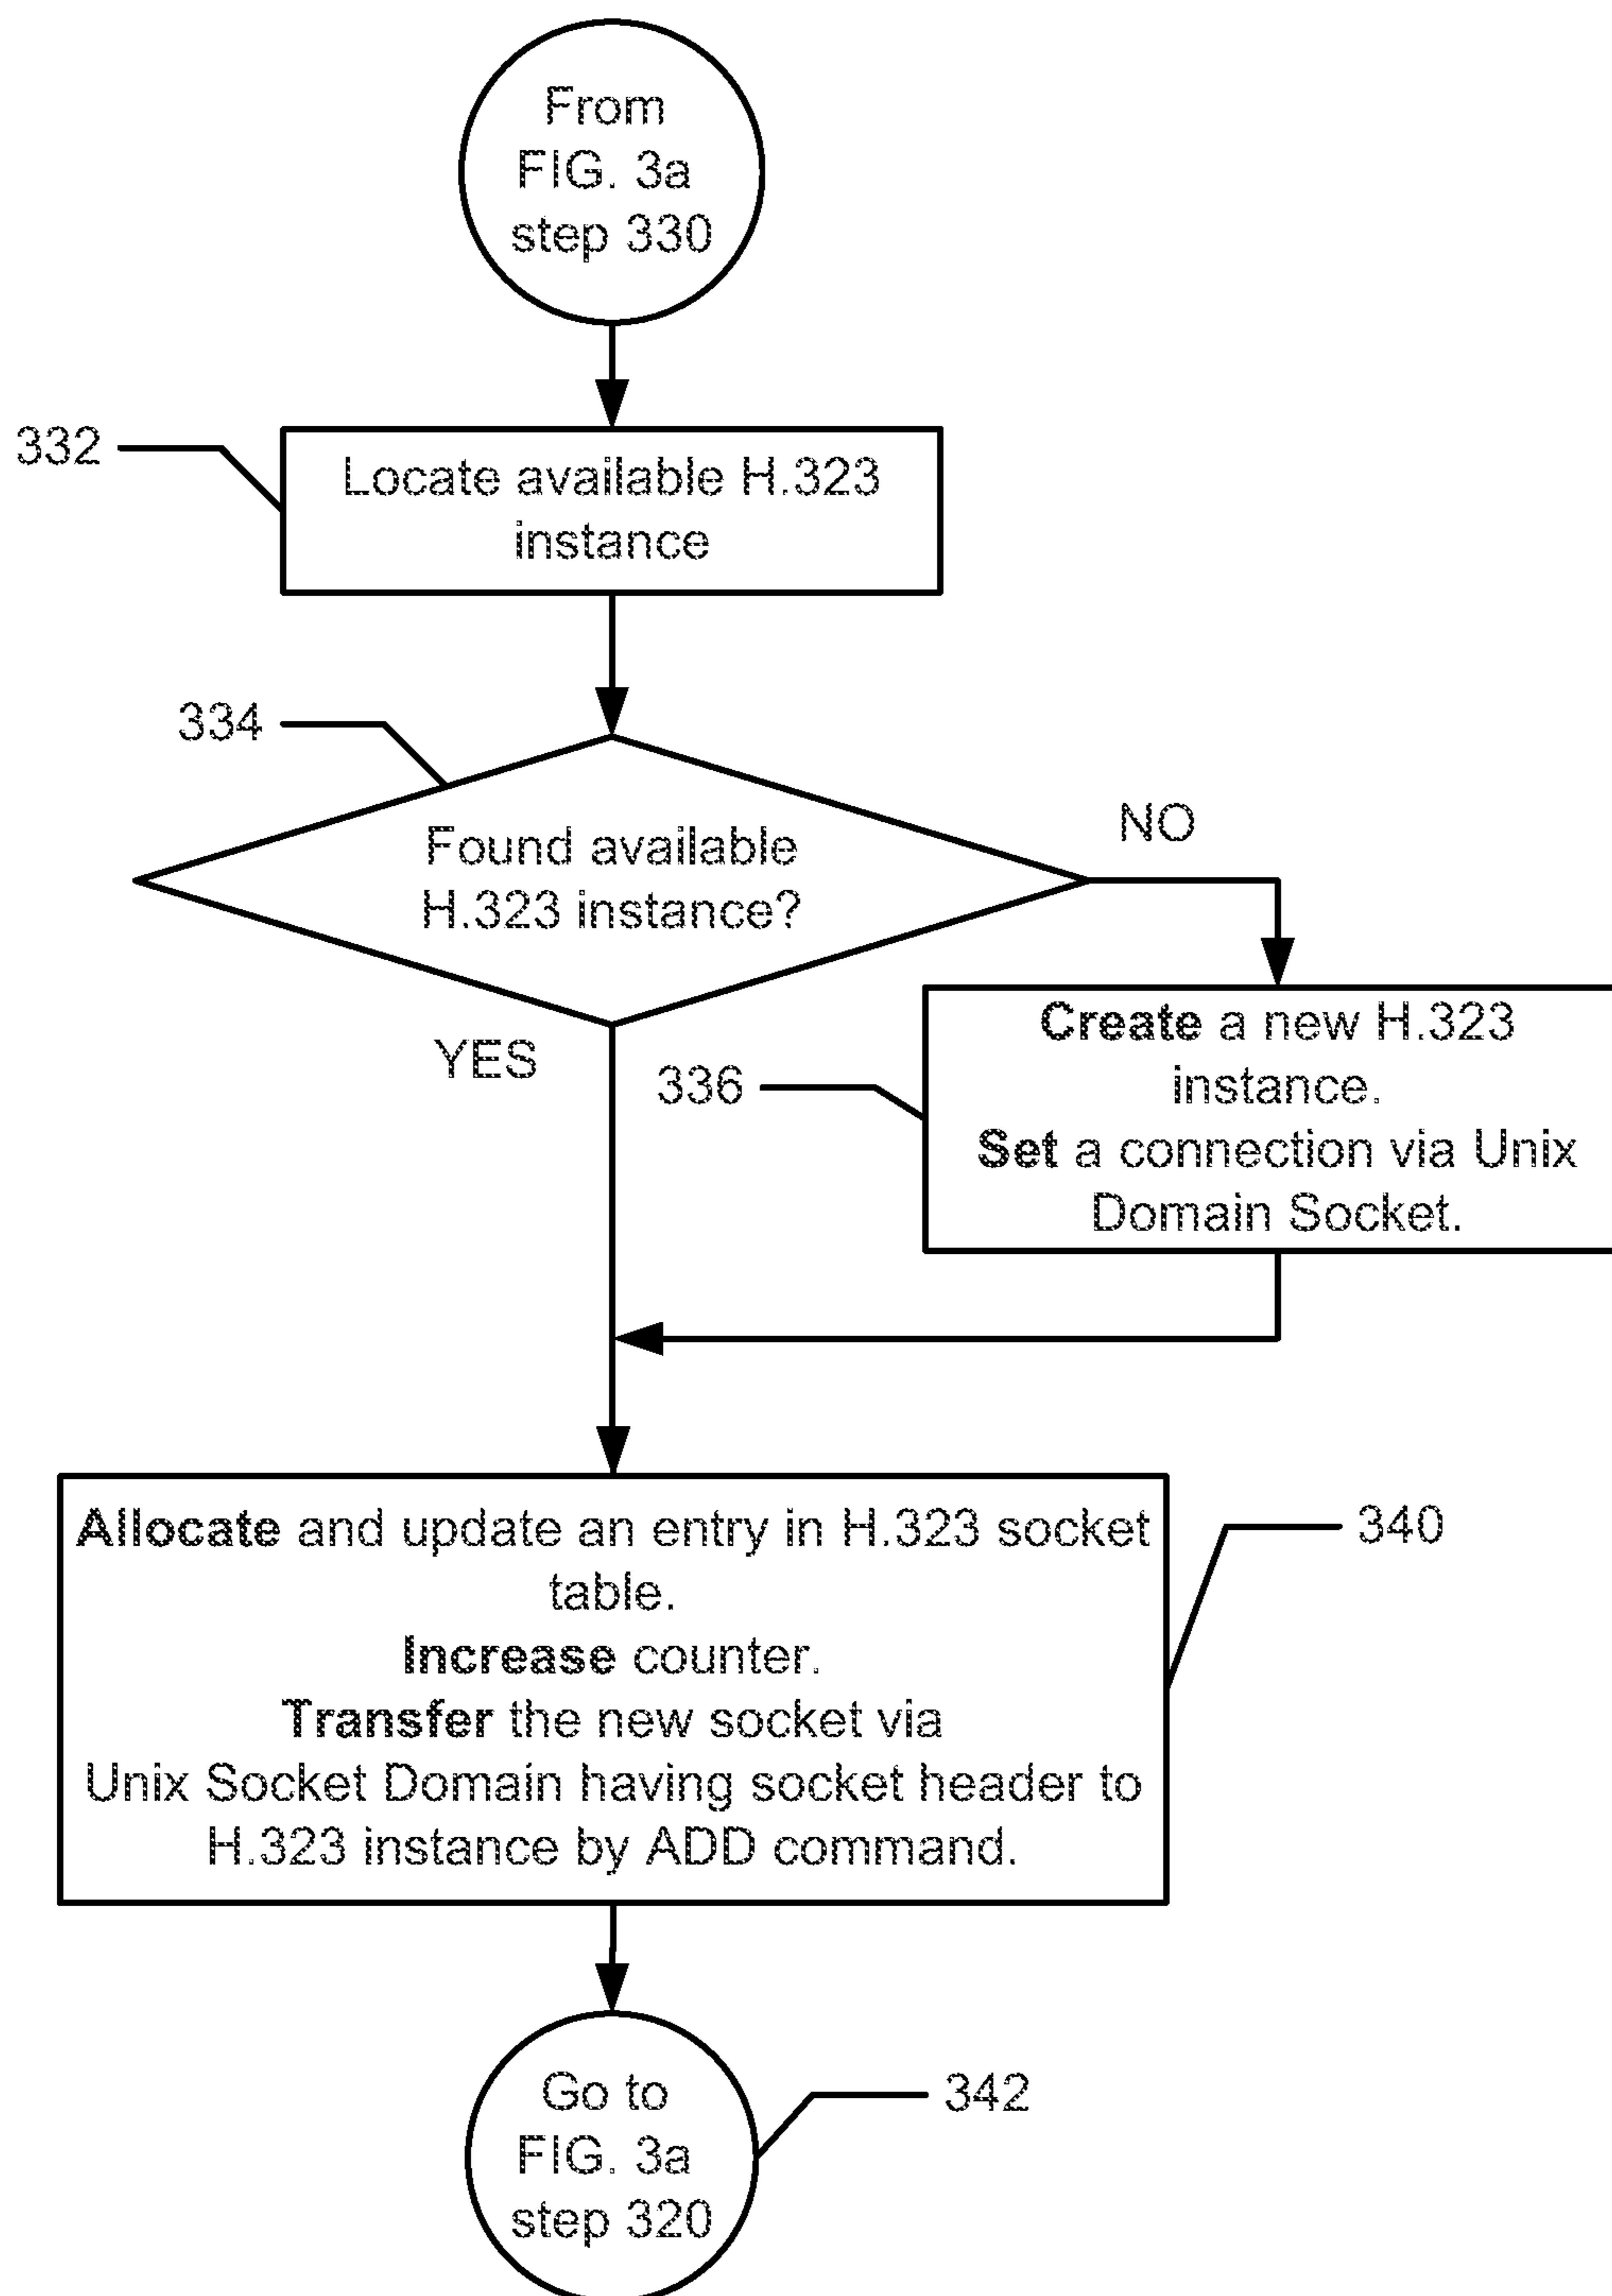 From
FIG. 3a
step 330
332
Locate available H.323
instance
334
Found available
H.323 instance?
NO
YES
336
Create a new H.323
instance.
Set a connection via Unix
Domain Socket.
Allocate and update an entry in H.323 socket
table.
Increase counter.
Transfer the new socket via
Unix Socket Domain having socket header to
H.323 instance by ADD command.
340
Go to
FIG. 3a
step 320
342